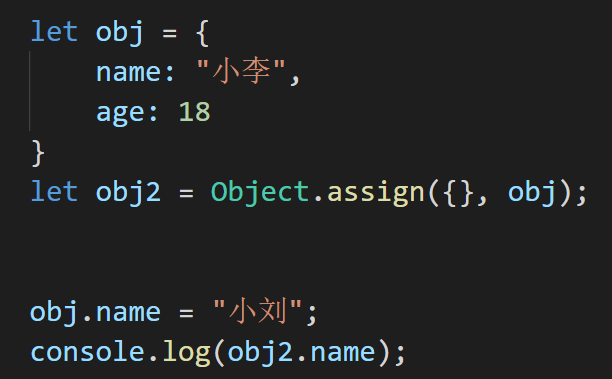 let obj = {
    name: "小李",
    age: 18
}
let obj2 = Object.assign({}, obj);
obj.name = "小刘";
console.log(obj2.name);